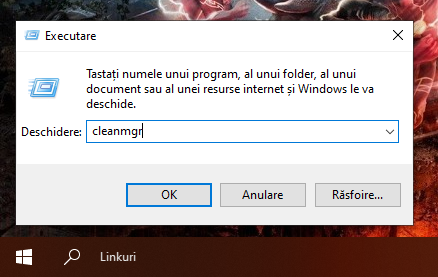 Executare
Tastați numele unui program, al unui folder, al unui
document sau al unei resurse internet și Windows le va
deschide.
Deschidere: cleanmgr
OK Anulare Răsfoire...
Linkuri